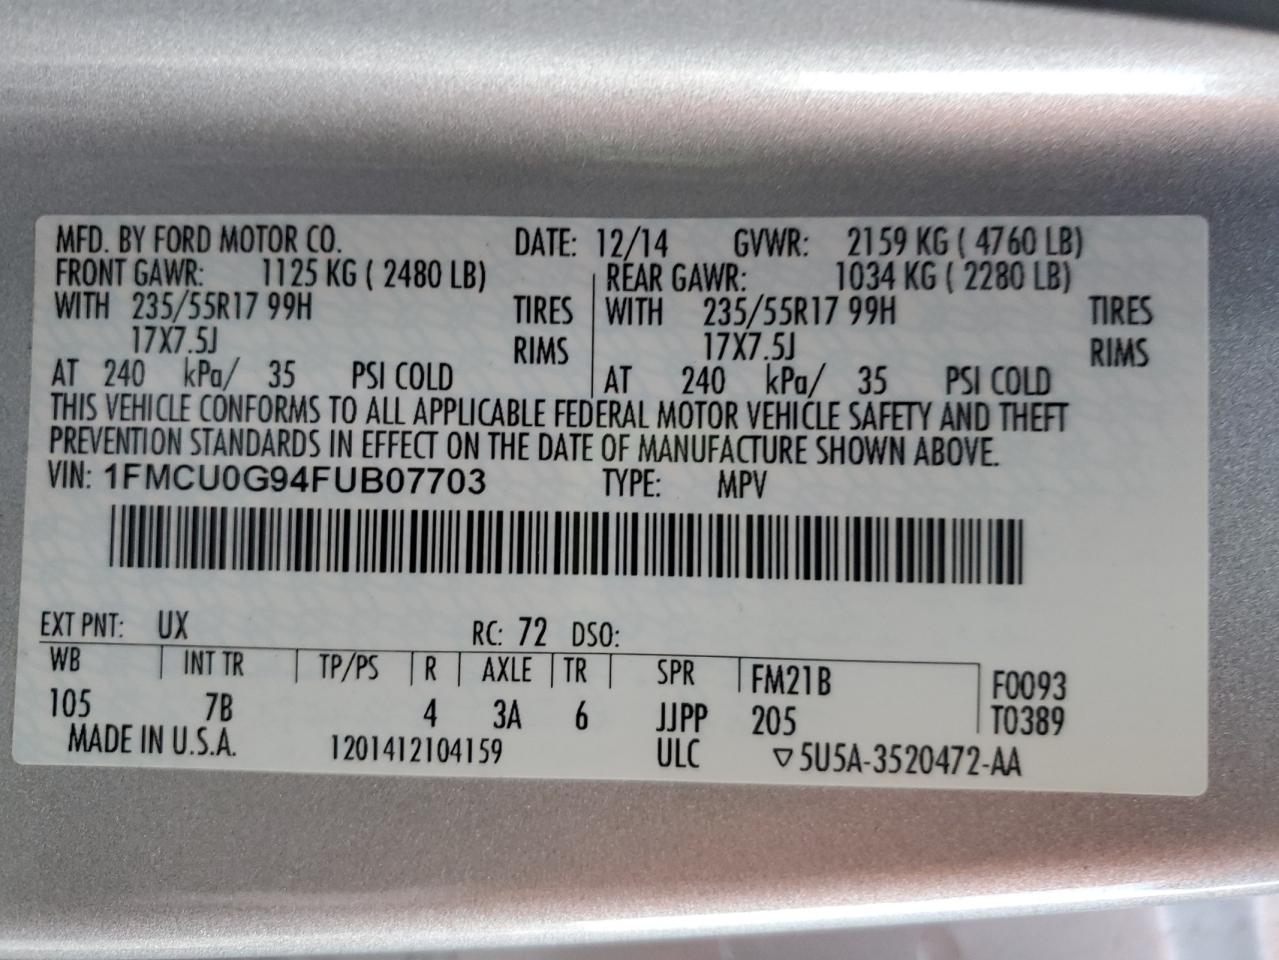 MFD. BY FORD MOTOR CO. DATE: 12/14 GVWR: 2159 KG ( 4760 LB)
FRONT GAWR: 1125 KG ( 2480 LB) REAR GAWR: 1034 KG ( 2280 LB)
WITH 235/55R17 99H TIRES WITH 235/55R17 99H TIRES
17X7.5J RIMS 17X7.5J RIMS
AT 240 kPa/ 35 PSI COLD AT 240 kPa/ 35 PSI COLD
THIS VEHICLE CONFORMS TO ALL APPLICABLE FEDERAL MOTOR VEHICLE SAFETY AND THEFT
PREVENTION STANDARDS IN EFFECT ON THE DATE OF MANUFACTURE SHOWN ABOVE.
VIN: 1FMCU0G94FUB07703 TYPE: MPV
EXT PNT: UX RC: 72 DSO:
WB INT TR TP/PS R AXLE TR SPR FM21B F0093
105 7B 4 3A 6 JJPP 205 T0389
MADE IN U.S.A. 1201412104159 ULC ▽5U5A-3520472-AA